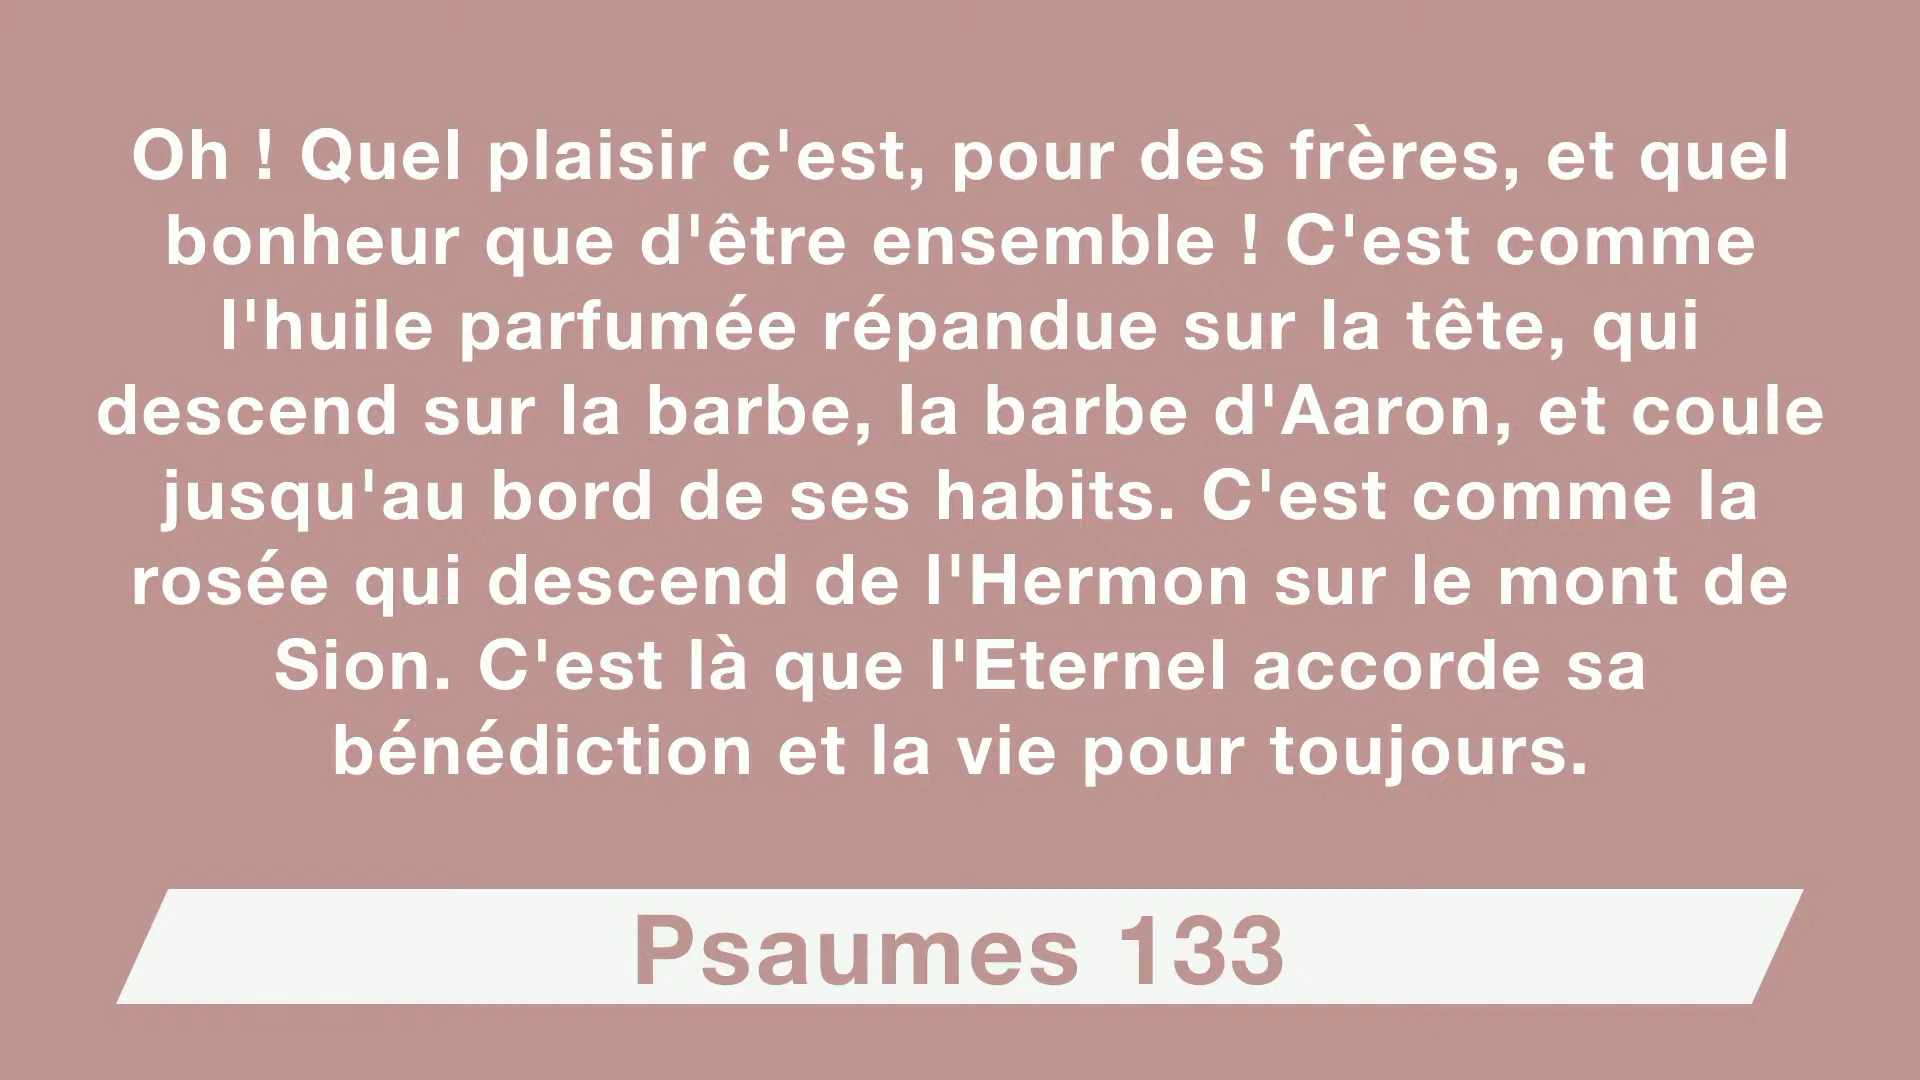 Oh ! Quel plaisir c'est, pour des frères, et quel
bonheur que d'être ensemble ! C'est comme
l'huile parfumée répandue sur la tête, qui
descend sur la barbe, la barbe d'Aaron, et coule
jusqu'au bord de ses habits. C'est comme la
rosée qui descend de l'Hermon sur le mont de
Sion. C'est là que l'Eternel accorde sa
bénédiction et la vie pour toujours.
Psaumes 133